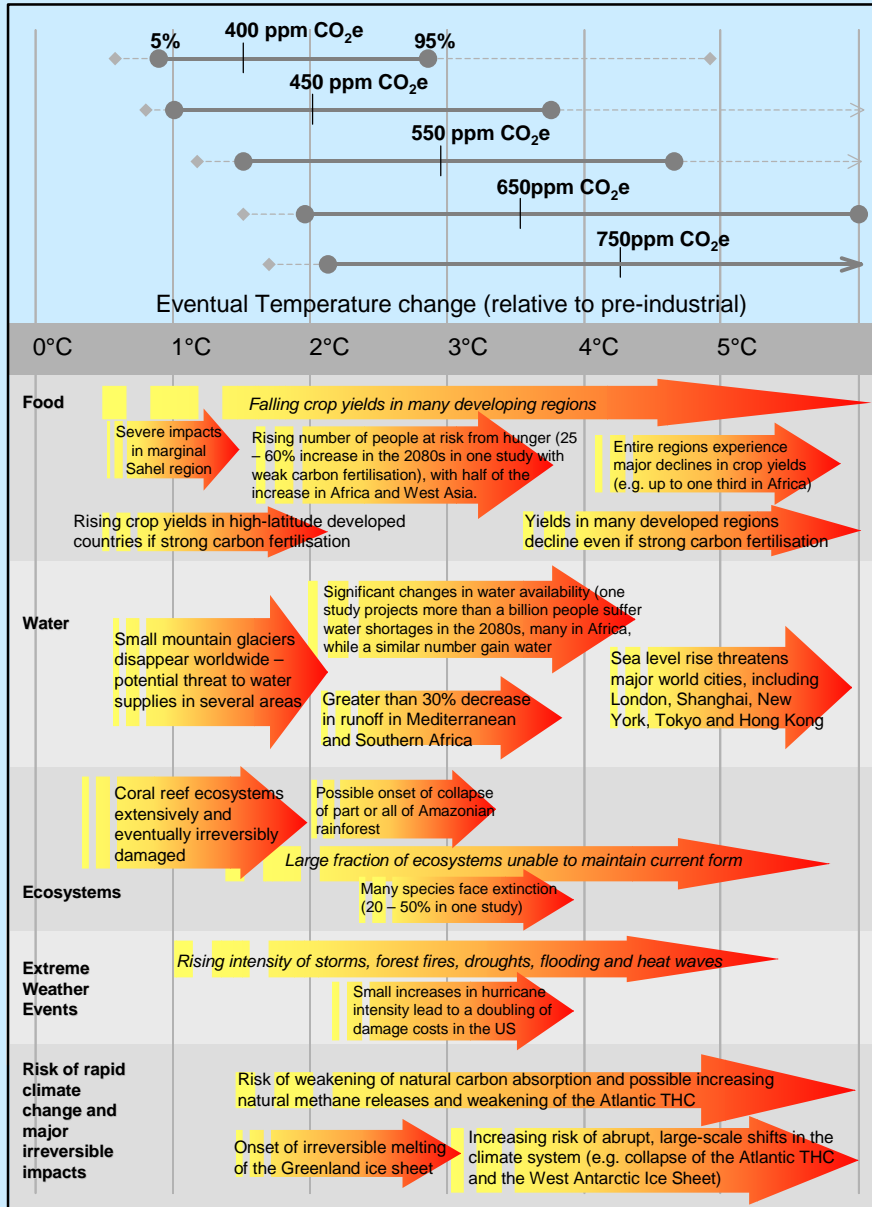 400 ppm CO2e
5%
95%
450 ppm CO2e
550 ppm CO2e
650ppm CO2e
750ppm CO2e
Eventual Temperature change (relative to pre-industrial)
0°C 1°C 2°C 3°C 4°C 5°C
Food
Falling crop yields in many developing regions
Severe impacts
in marginal
Sahel region
Rising number of people at risk from hunger (25
– 60% increase in the 2080s in one study with
weak carbon fertilisation), with half of the
increase in Africa and West Asia.
Entire regions experience
major declines in crop yields
(e.g. up to one third in Africa)
Rising crop yields in high-latitude developed
countries if strong carbon fertilisation
Yields in many developed regions
decline even if strong carbon fertilisation
Water
Small mountain glaciers
disappear worldwide –
potential threat to water
supplies in several areas
Significant changes in water availability (one
study projects more than a billion people suffer
water shortages in the 2080s, many in Africa,
while a similar number gain water
Greater than 30% decrease
in runoff in Mediterranean
and Southern Africa
Sea level rise threatens
major world cities, including
London, Shanghai, New
York, Tokyo and Hong Kong
Ecosystems
Coral reef ecosystems
extensively and
eventually irreversibly
damaged
Possible onset of collapse
of part or all of Amazonian
rainforest
Large fraction of ecosystems unable to maintain current form
Many species face extinction
(20 – 50% in one study)
Extreme
Weather
Events
Rising intensity of storms, forest fires, droughts, flooding and heat waves
Small increases in hurricane
intensity lead to a doubling of
damage costs in the US
Risk of rapid
climate
change and
major
irreversible
impacts
Risk of weakening of natural carbon absorption and possible increasing
natural methane releases and weakening of the Atlantic THC
Onset of irreversible melting
of the Greenland ice sheet
Increasing risk of abrupt, large-scale shifts in the
climate system (e.g. collapse of the Atlantic THC
and the West Antarctic Ice Sheet)